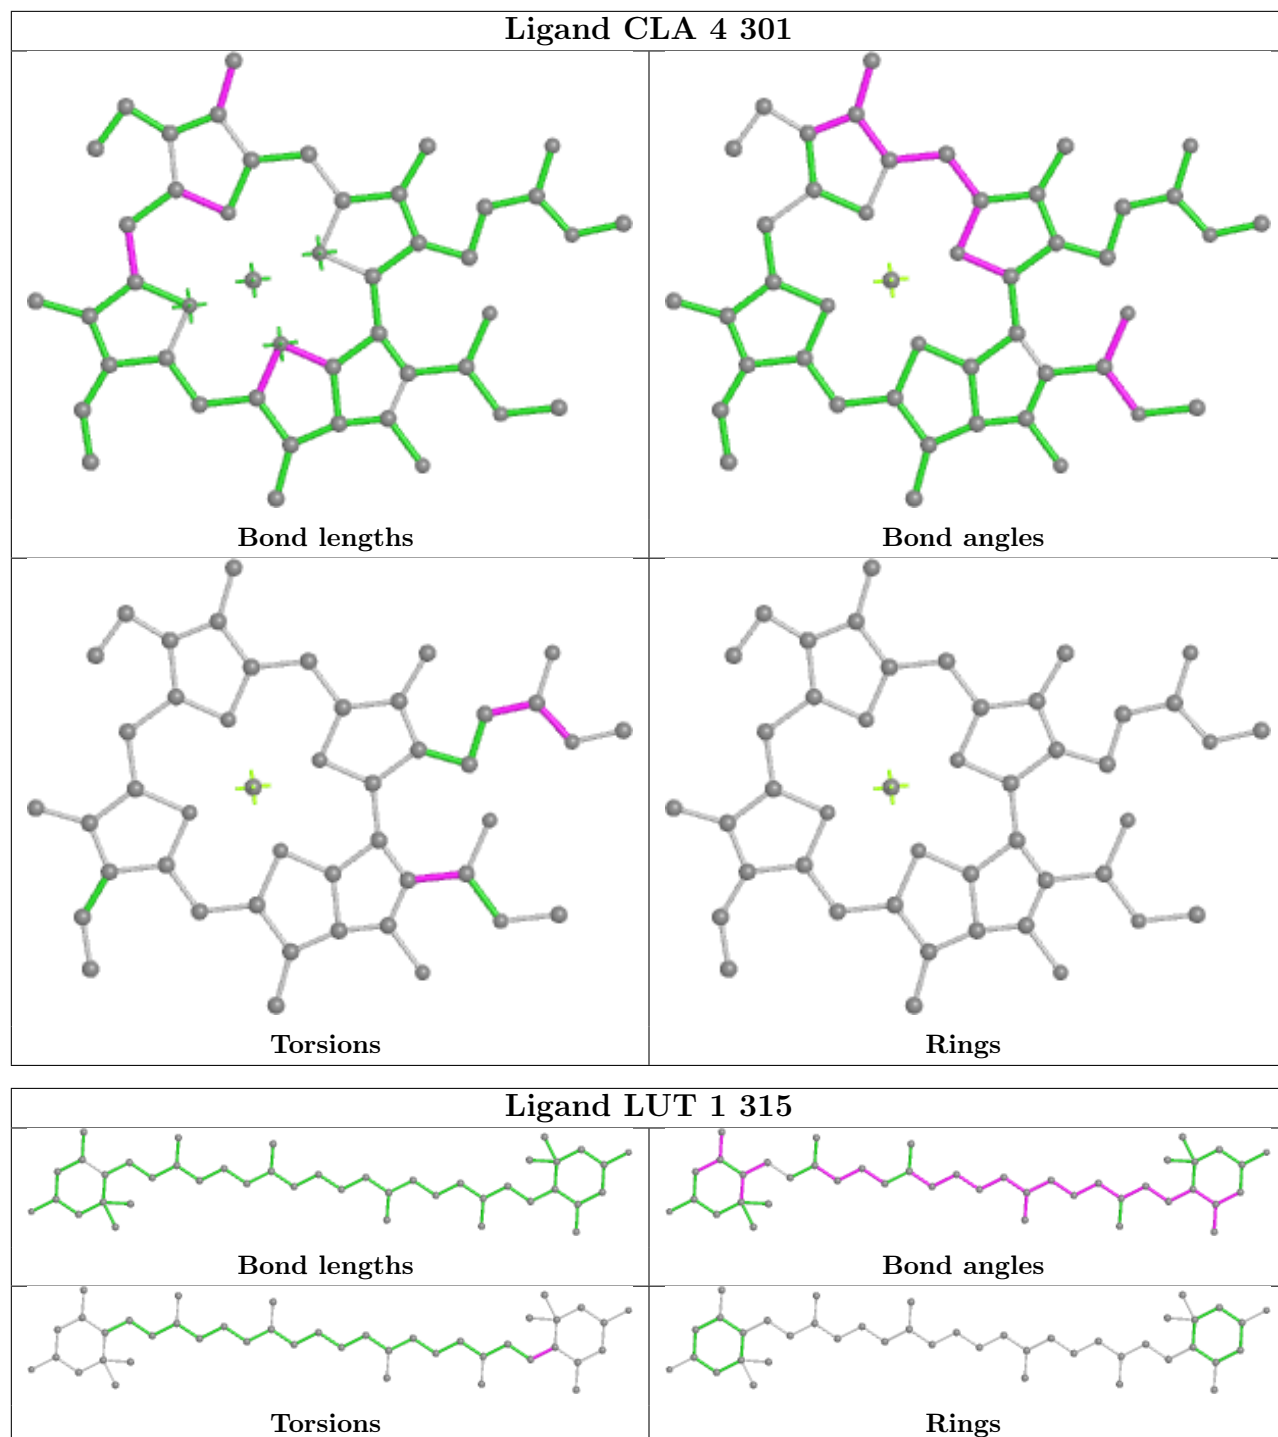 Ligand CLA 4 301
Bond lengths
Bond angles
Torsions
Rings
Ligand LUT 1 315
Bond lengths
Bond angles
Torsions
Rings